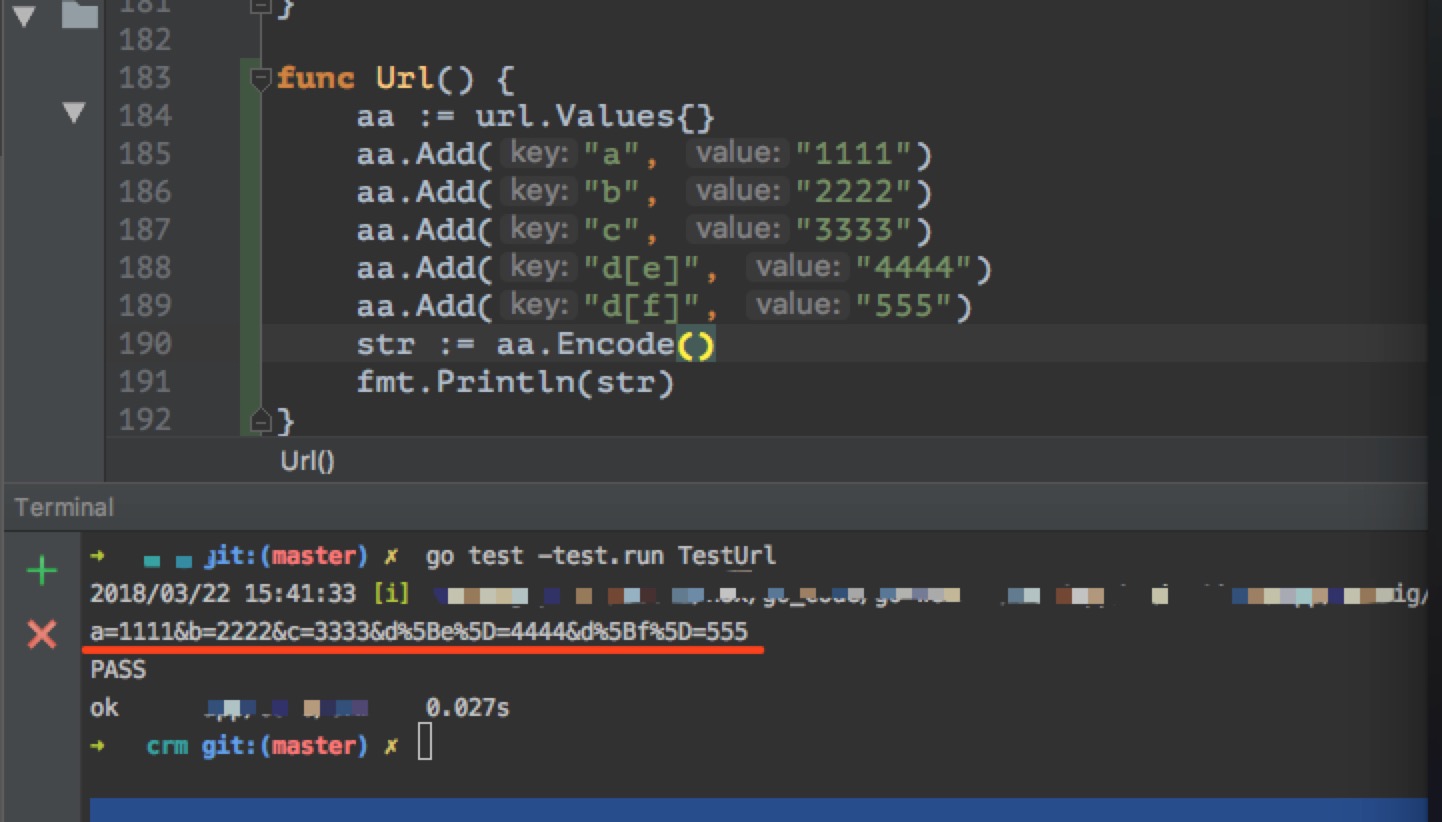 181 }
182
183 func Url() {
184 aa := url.Values{}
185 aa.Add( key: "a", value: "1111")
186 aa.Add( key: "b", value: "2222")
187 aa.Add( key: "c", value: "3333")
188 aa.Add( key: "d[e]", value: "4444")
189 aa.Add( key: "d[f]", value: "555")
190 str := aa.Encode()
191 fmt.Println(str)
192 }
Url()
Terminal
→ git:(master) ✗ go test -test.run TestUrl
2018/03/22 15:41:33 [i]
a=1111&b=2222&c=3333&d%5Be%5D=4444&d%5Bf%5D=555
PASS
ok 0.027s
→ crm git:(master) ✗